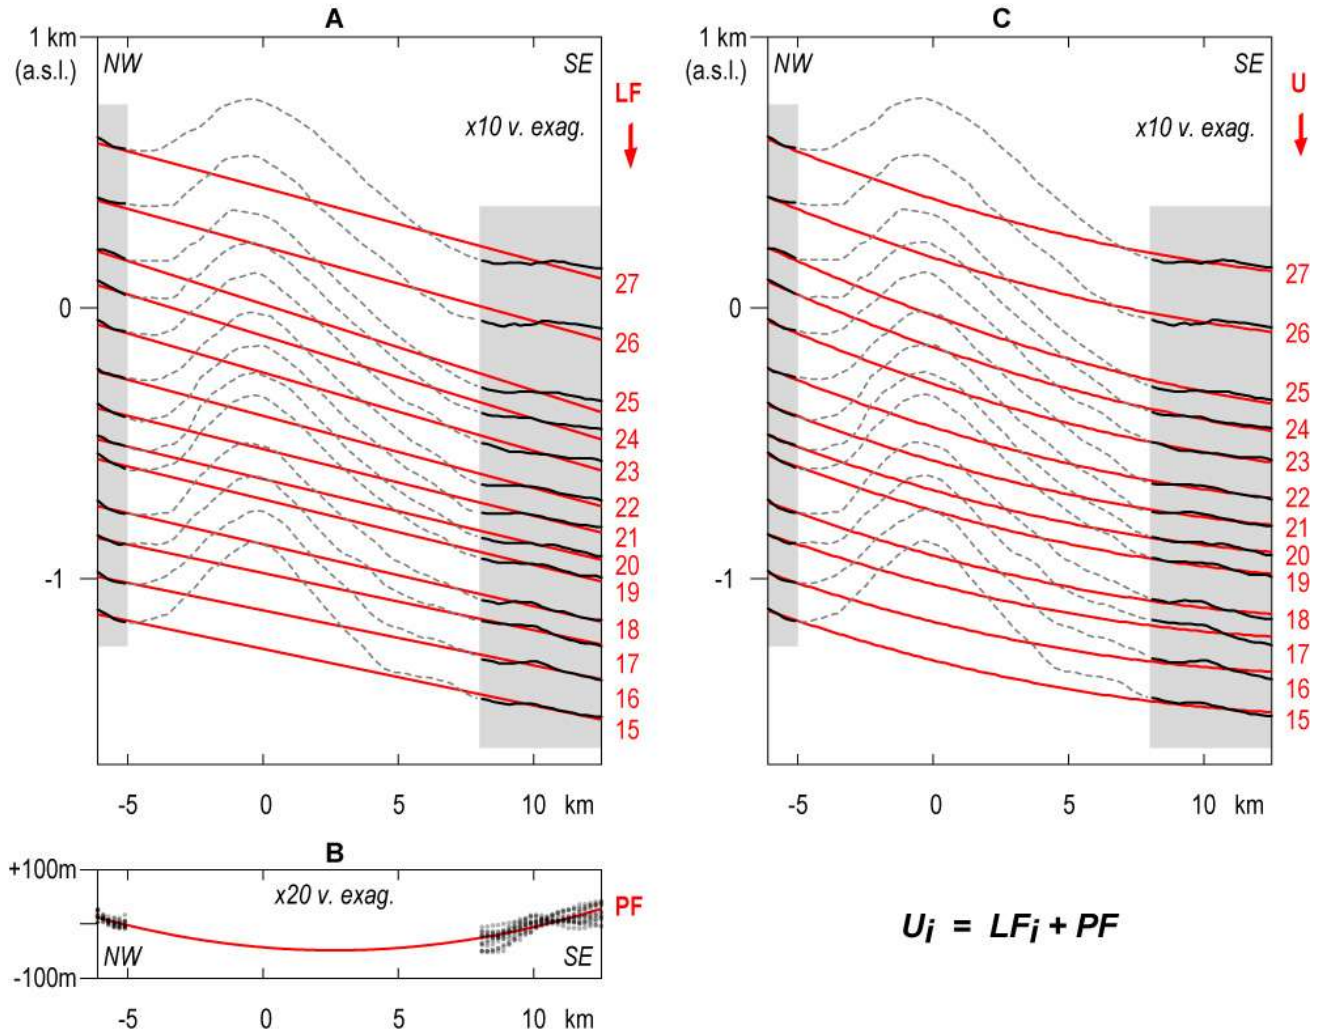 A
1 km
(a.s.l.)
NW
SE
LF
x10 v. exag.
0
-1
27
26
25
24
23
22
21
20
19
18
17
16
15
-5
0
5
10
km
C
1 km
(a.s.l.)
NW
SE
U
x10 v. exag.
0
-1
27
26
25
24
23
22
21
20
19
18
17
16
15
-5
0
5
10
km
B
+100m
x20 v. exag.
PF
NW
SE
-100m
-5
0
5
10
km
Ui = LFi + PF